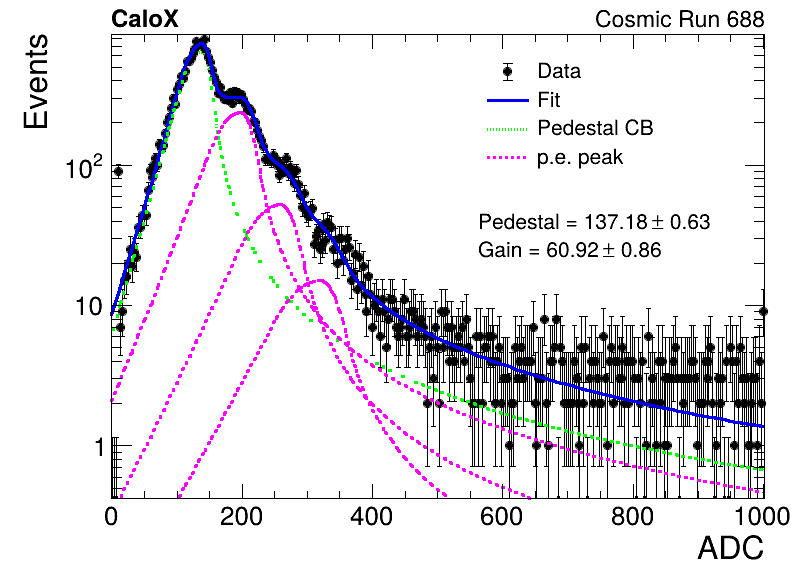 CaloX
Cosmic Run 688
Events
Data
Fit
Pedestal CB
p.e. peak
Pedestal = 137.18 ± 0.63
Gain = 60.92 ± 0.86
10²
10
1
0 200 400 600 800 1000
ADC